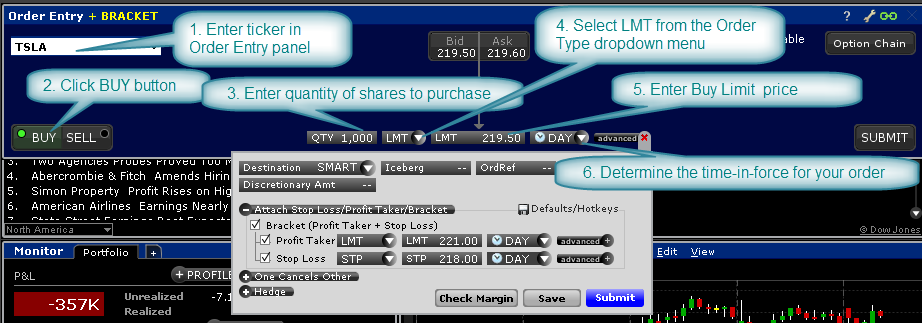 Order Entry + BRACKET
?
TSLA
1. Enter ticker in
Order Entry panel
Bid Ask
219.50 219.60
4. Select LMT from the Order
Type dropdown menu
able
Option Chain
2. Click BUY button
3. Enter quantity of shares to purchase
5. Enter Buy Limit price
BUY SELL
QTY 1,000 LMT LMT 219.50 DAY advanced
SUBMIT
6. Determine the time-in-force for your order
3. Two Agencies Probes Proved Too M
4. Abercrombie & Fitch Amends Hirin
5. Simon Property Profit Rises on Hig
6. American Airlines Earnings Nearly
7. State Street Earnings Beat
North America
© DowJones
Destination SMART Iceberg -- OrdRef --
Discretionary Amt --
Attach Stop Loss/Profit Taker/Bracket Defaults/Hotkeys
Bracket (Profit Taker + Stop Loss)
Profit Taker LMT LMT 221.00 DAY advanced +
Stop Loss STP STP 218.00 DAY advanced +
One Cancels Other
Hedge
Check Margin Save Submit
Monitor Portfolio +
Edit View
P&L + PROFILE
-357K Unrealized -7.1
Realized